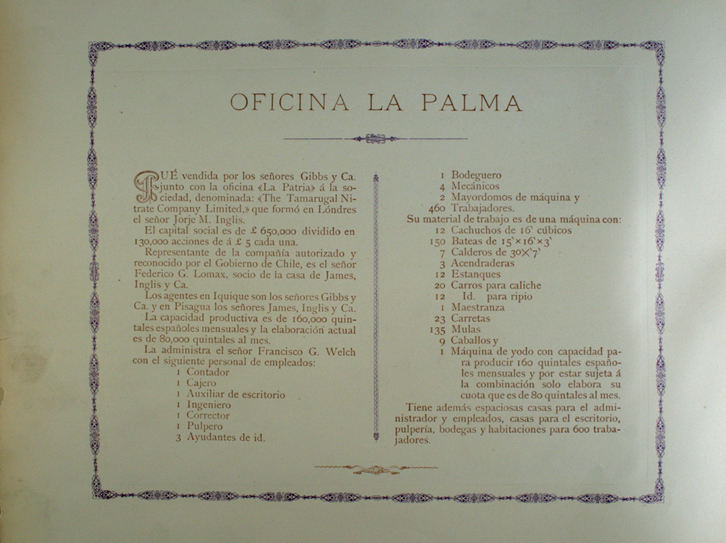 OFICINA LA PALMA
FUÉ vendida por los señores Gibbs y Ca.
junto con la oficina «La Patria» á la so-
ciedad, denominada: «The Tamarugal Ni-
trate Company Limited,» que formó en Lóndres
el señor Jorje M. Inglis.
El capital social es de £ 650,000 dividido en
130,000 acciones de á £ 5 cada una.
Representante de la compañía autorizado y
reconocido por el Gobierno de Chile, es el señor
Federico G. Lomax, socio de la casa de James,
Inglis y Ca.
Los agentes en Iquique son los señores Gibbs y
Ca. y en Pisagua los señores James, Inglis y Ca.
La capacidad productiva es de 160,000 quin-
tales españoles mensuales y la elaboración actual
es de 80,000 quintales al mes.
La administra el señor Francisco G. Welch
con el siguiente personal de empleados:
1 Contador
1 Cajero
1 Auxiliar de escritorio
1 Ingeniero
1 Corrector
1 Pulpero
3 Ayudantes de id.
1 Bodeguero
4 Mecánicos
2 Mayordomos de máquina y
460 Trabajadores.
Su material de trabajo es de una máquina con:
12 Cachuchos de 16' cúbicos
150 Bateas de 15'×16'×3'
7 Calderos de 30×'7'
3 Acendraderas
12 Estanques
20 Carros para caliche
12 Id. para ripio
1 Maestranza
23 Carretas
135 Mulas
9 Caballos y
1 Máquina de yodo con capacidad pa-
ra producir 160 quintales españo-
les mensuales y por estar sujeta á
la combinación solo elabora su
cuota que es de 80 quintales al mes.
Tiene además espaciosas casas para el admi-
nistrador y empleados, casas para el escritorio,
pulpería, bodegas y habitaciones para 600 traba-
jadores.